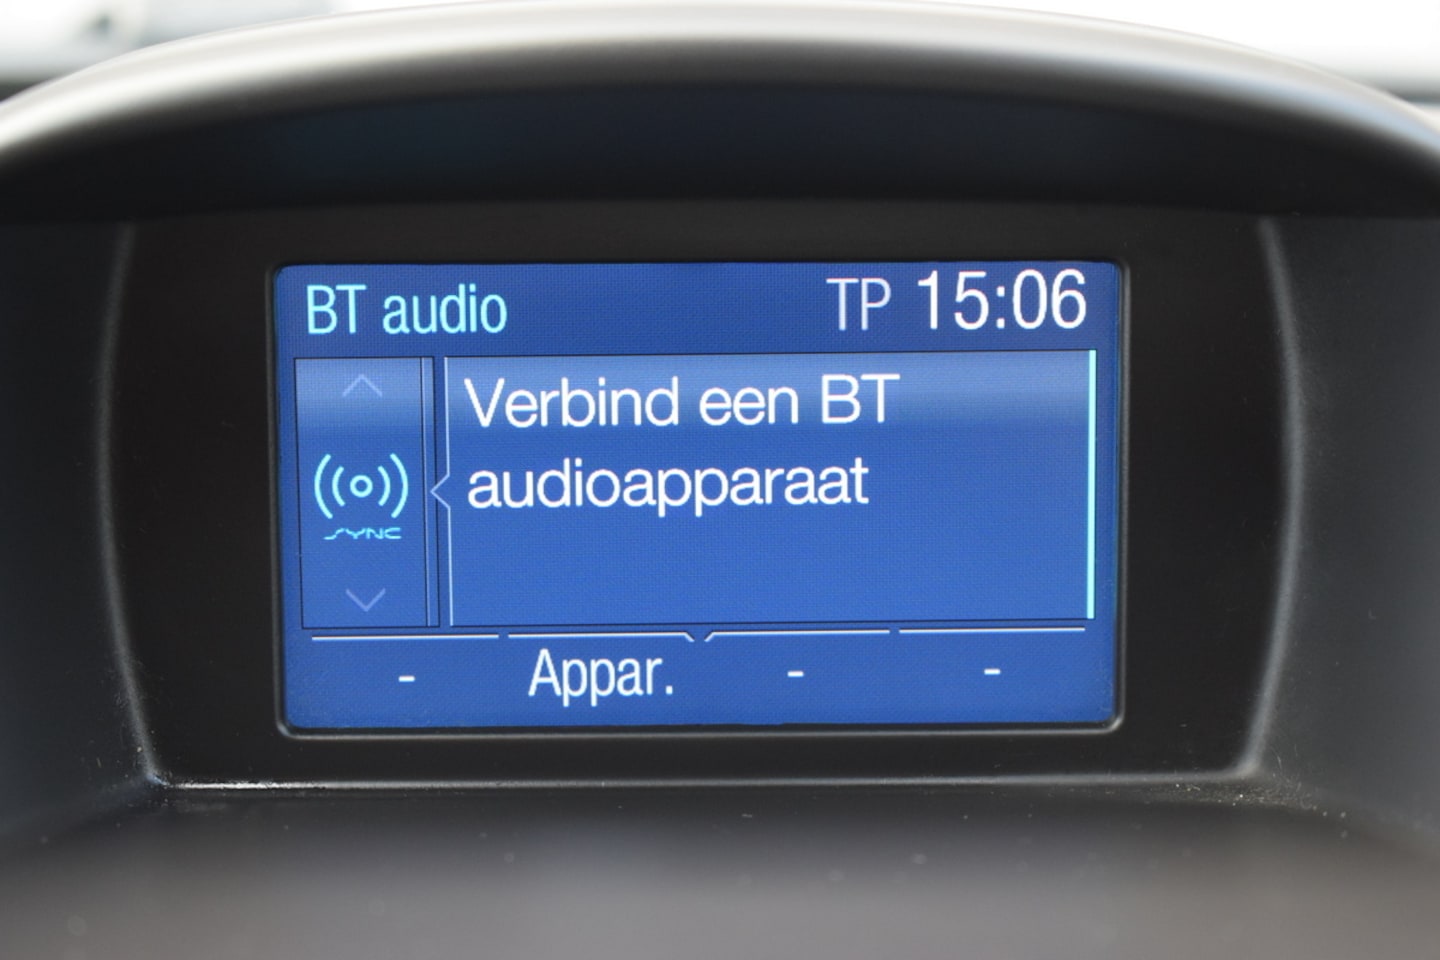 BT audio TP 15:06
Verbind een BT
audioapparaat
SYNC
- Appar. - -